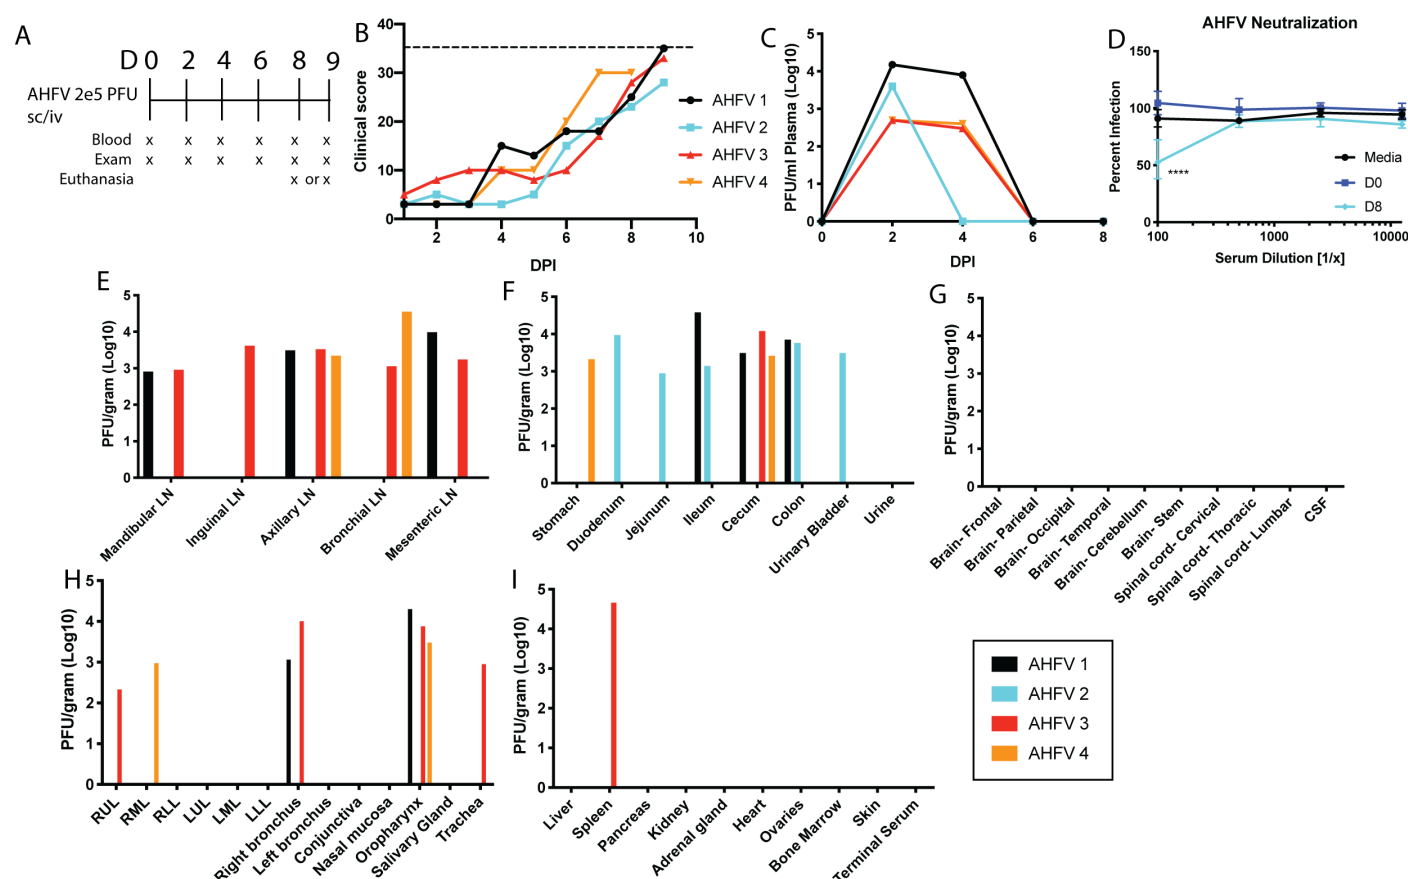 A
D 0 2 4 6 8 9
AHFV 2e5 PFU
sc/iv
Blood x x x x x x
Exam x x x x x x
Euthanasia x or x
B
Clinical score
40
30
20
10
0
2 4 6 8 10
DPI
AHFV 1
AHFV 2
AHFV 3
AHFV 4
C
PFU/ml Plasma (Log10)
5
4
3
2
1
0
0 2 4 6 8
DPI
AHFV Neutralization
D
Percent Infection
150
100
50
0
****
Media
D0
D8
100 1000 10000
Serum Dilution [1/x]
E
PFU/gram (Log10)
5
4
3
2
1
0
Mandibular LN
Inguinal LN
Axillary LN
Bronchial LN
Mesenteric LN
F
PFU/gram (Log10)
5
4
3
2
1
0
Stomach
Duodenum
Jejunum
Ileum
Cecum
Colon
Urinary Bladder
Urine
G
PFU/gram (Log10)
5
4
3
2
1
0
Brain- Frontal
Brain- Parietal
Brain- Occipital
Brain- Temporal
Brain- Cerebellum
Brain- Stem
Spinal cord- Cervical
Spinal cord- Thoracic
Spinal cord- Lumbar
CSF
H
PFU/gram (Log10)
5
4
3
2
1
0
RUL
RML
RLL
LUL
LML
LLL
Right bronchus
Left bronchus
Conjunctiva
Nasal mucosa
Oropharynx
Salivary Gland
Trachea
I
PFU/gram (Log10)
5
4
3
2
1
0
Liver
Spleen
Pancreas
Kidney
Adrenal gland
Heart
Ovaries
Bone Marrow
Skin
Terminal Serum
AHFV 1
AHFV 2
AHFV 3
AHFV 4